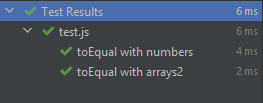 Test Results 6 ms
test.js 6 ms
toEqual with numbers 4 ms
toEqual with arrays2 2 ms